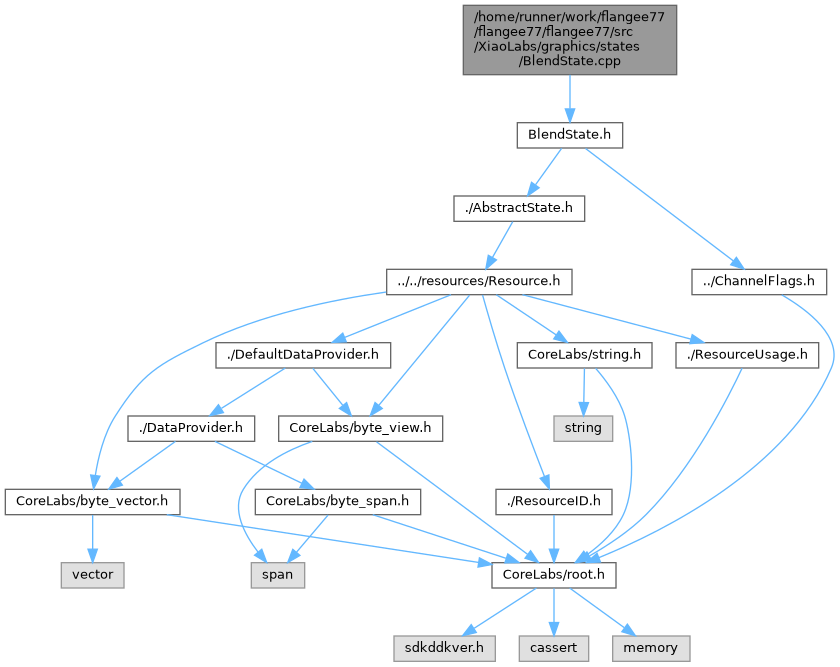 /home/runner/work/flangee77
/flangee77/flangee77/src
/XiaoLabs/graphics/states
/BlendState.cpp
BlendState.h
./AbstractState.h
../../resources/Resource.h
../ChannelFlags.h
./DefaultDataProvider.h
CoreLabs/string.h
./ResourceUsage.h
./DataProvider.h
CoreLabs/byte_view.h
string
CoreLabs/byte_vector.h
CoreLabs/byte_span.h
./ResourceID.h
vector
span
CoreLabs/root.h
sdkddkver.h
cassert
memory